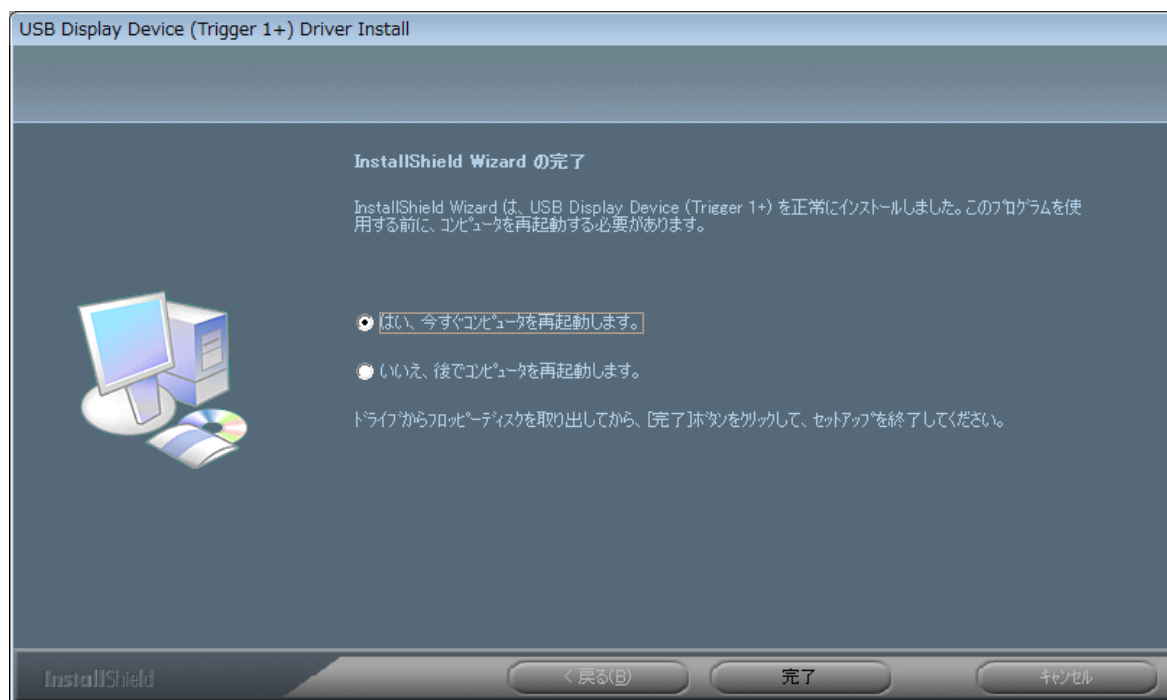 USB Display Device (Trigger 1+) Driver Install
InstallShield Wizard の完了
InstallShield Wizard は、USB Display Device (Trigger 1+) を正常にインストールしました。このプログラムを使
用する前に、コンピュータを再起動する必要があります。
はい、今すぐコンピュータを再起動します。
いいえ、後でコンピュータを再起動します。
ドライブからフロッピーディスクを取り出してから、[完了]ボタンをクリックして、セットアップを終了してください。
InstallShield
< 戻る(B)
完了
キャンセル